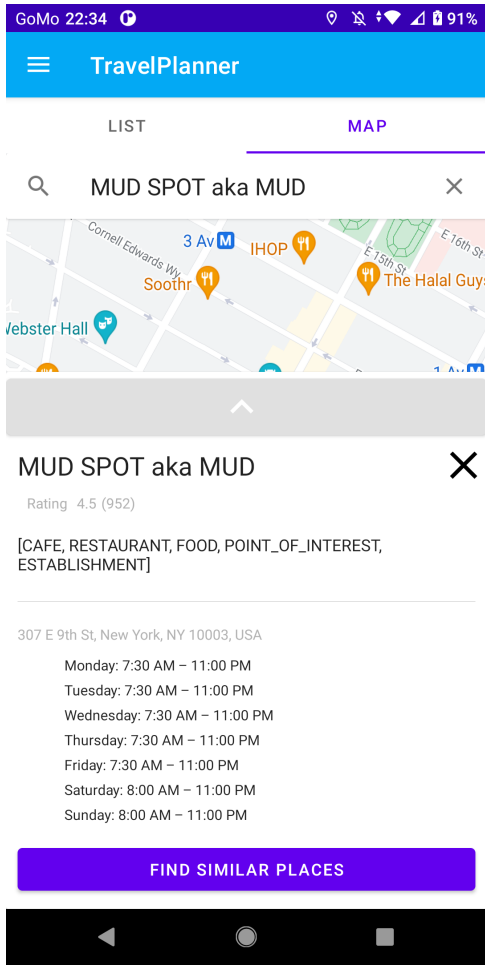 GoMo 22:34 91%
TravelPlanner
LIST MAP
MUD SPOT aka MUD
Cornell Edwards Wy
3 Av M
IHOP
E 15th St
E 16th St
Soothr
The Halal Guys
Webster Hall
1 Av M
MUD SPOT aka MUD
Rating 4.5 (952)
[CAFE, RESTAURANT, FOOD, POINT_OF_INTEREST,
ESTABLISHMENT]
307 E 9th St, New York, NY 10003, USA
Monday: 7:30 AM – 11:00 PM
Tuesday: 7:30 AM – 11:00 PM
Wednesday: 7:30 AM – 11:00 PM
Thursday: 7:30 AM – 11:00 PM
Friday: 7:30 AM – 11:00 PM
Saturday: 8:00 AM – 11:00 PM
Sunday: 8:00 AM – 11:00 PM
FIND SIMILAR PLACES